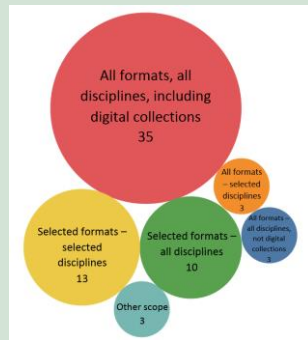 All formats, all
disciplines, including
digital collections
35
All formats
– selected
disciplines
3
All formats –
all disciplines,
not digital
collections
3
Selected formats –
selected
disciplines
13
Selected formats –
all disciplines
10
Other scope
3